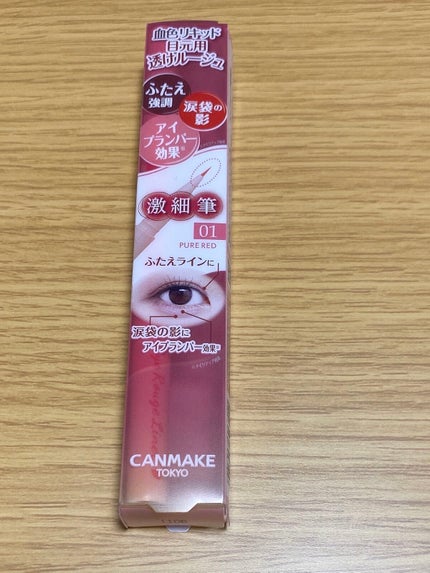 血色リキッド
目元用
透けルージュ
ふたえ
強調
涙袋の
影
アイ
プランパー
効果※
激細筆
01
PURE RED
ふたえラインに
涙袋の影に
アイプランパー効果※
CANMAKE
TOKYO